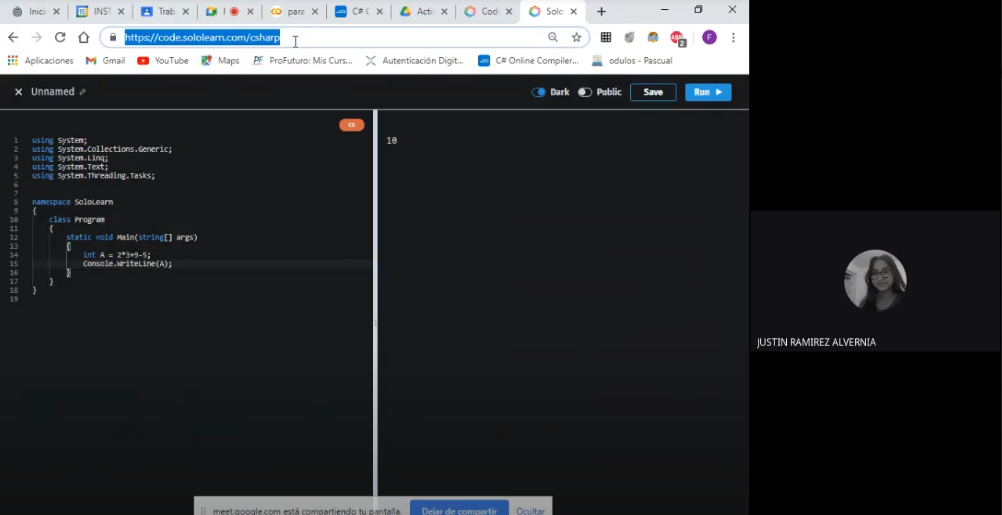 Inici
INST
Trab
para
C# C
Activ
Code
Solo
https://code.sololearn.com/csharp
2
F
Aplicaciones
Gmail
YouTube
Maps
PF ProFuturo: Mis Curs...
Autenticación Digit...
C# Online Compiler...
odulos - Pascual
Unnamed
Dark
Public
Save
Run
cs
10
1 using System;
2 using System.Collections.Generic;
3 using System.Linq;
4 using System.Text;
5 using System.Threading.Tasks;
6
7
8 namespace SoloLearn
9 {
10 class Program
11 {
12 static void Main(string[] args)
13 {
14 int A = 2*3+9-5;
15 Console.WriteLine(A);
16 }
17 }
18 }
19
JUSTIN RAMIREZ ALVERNIA
meet.google.com está compartiendo tu pantalla.
Dejar de compartir
Ocultar